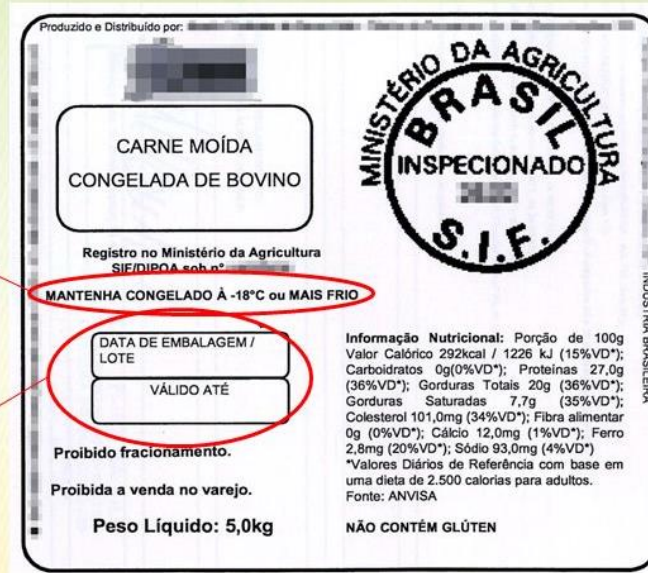 Produzido e Distribuído por:
CARNE MOÍDA
CONGELADA DE BOVINO
Registro no Ministério da Agricultura
SIF/DIPOA sob nº
MANTENHA CONGELADO À -18°C ou MAIS FRIO
DATA DE EMBALAGEM /
LOTE
VÁLIDO ATÉ
Proibido fracionamento.
Proibida a venda no varejo.
Peso Líquido: 5,0kg
MINISTÉRIO DA AGRICULTURA
BRASIL
INSPECIONADO
S.I.F.
INDÚSTRIA BRASILEIRA
Informação Nutricional: Porção de 100g
Valor Calórico 292kcal / 1226 kJ (15%VD*);
Carboidratos 0g(0%VD*); Proteínas 27,0g
(36%VD*); Gorduras Totais 20g (36%VD*);
Gorduras Saturadas 7,7g (35%VD*);
Colesterol 101,0mg (34%VD*); Fibra alimentar
0g (0%VD*); Cálcio 12,0mg (1%VD*); Ferro
2,8mg (20%VD*); Sódio 93,0mg (4%VD*)
*Valores Diários de Referência com base em
uma dieta de 2.500 calorias para adultos.
Fonte: ANVISA
NÃO CONTÉM GLÚTEN